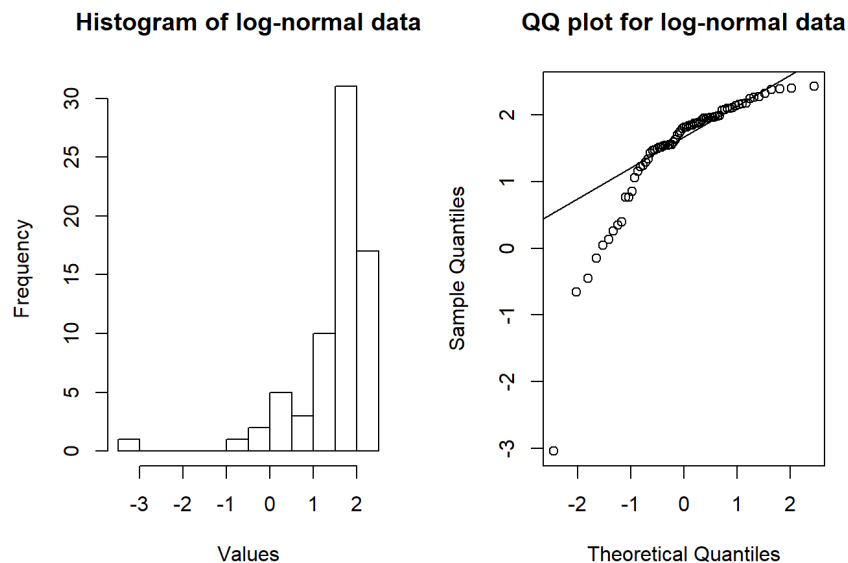 Histogram of log-normal data
Frequency
0 5 10 15 20 25 30
-3 -2 -1 0 1 2
Values
QQ plot for log-normal data
Sample Quantiles
-3 -2 -1 0 1 2
-2 -1 0 1 2
Theoretical Quantiles